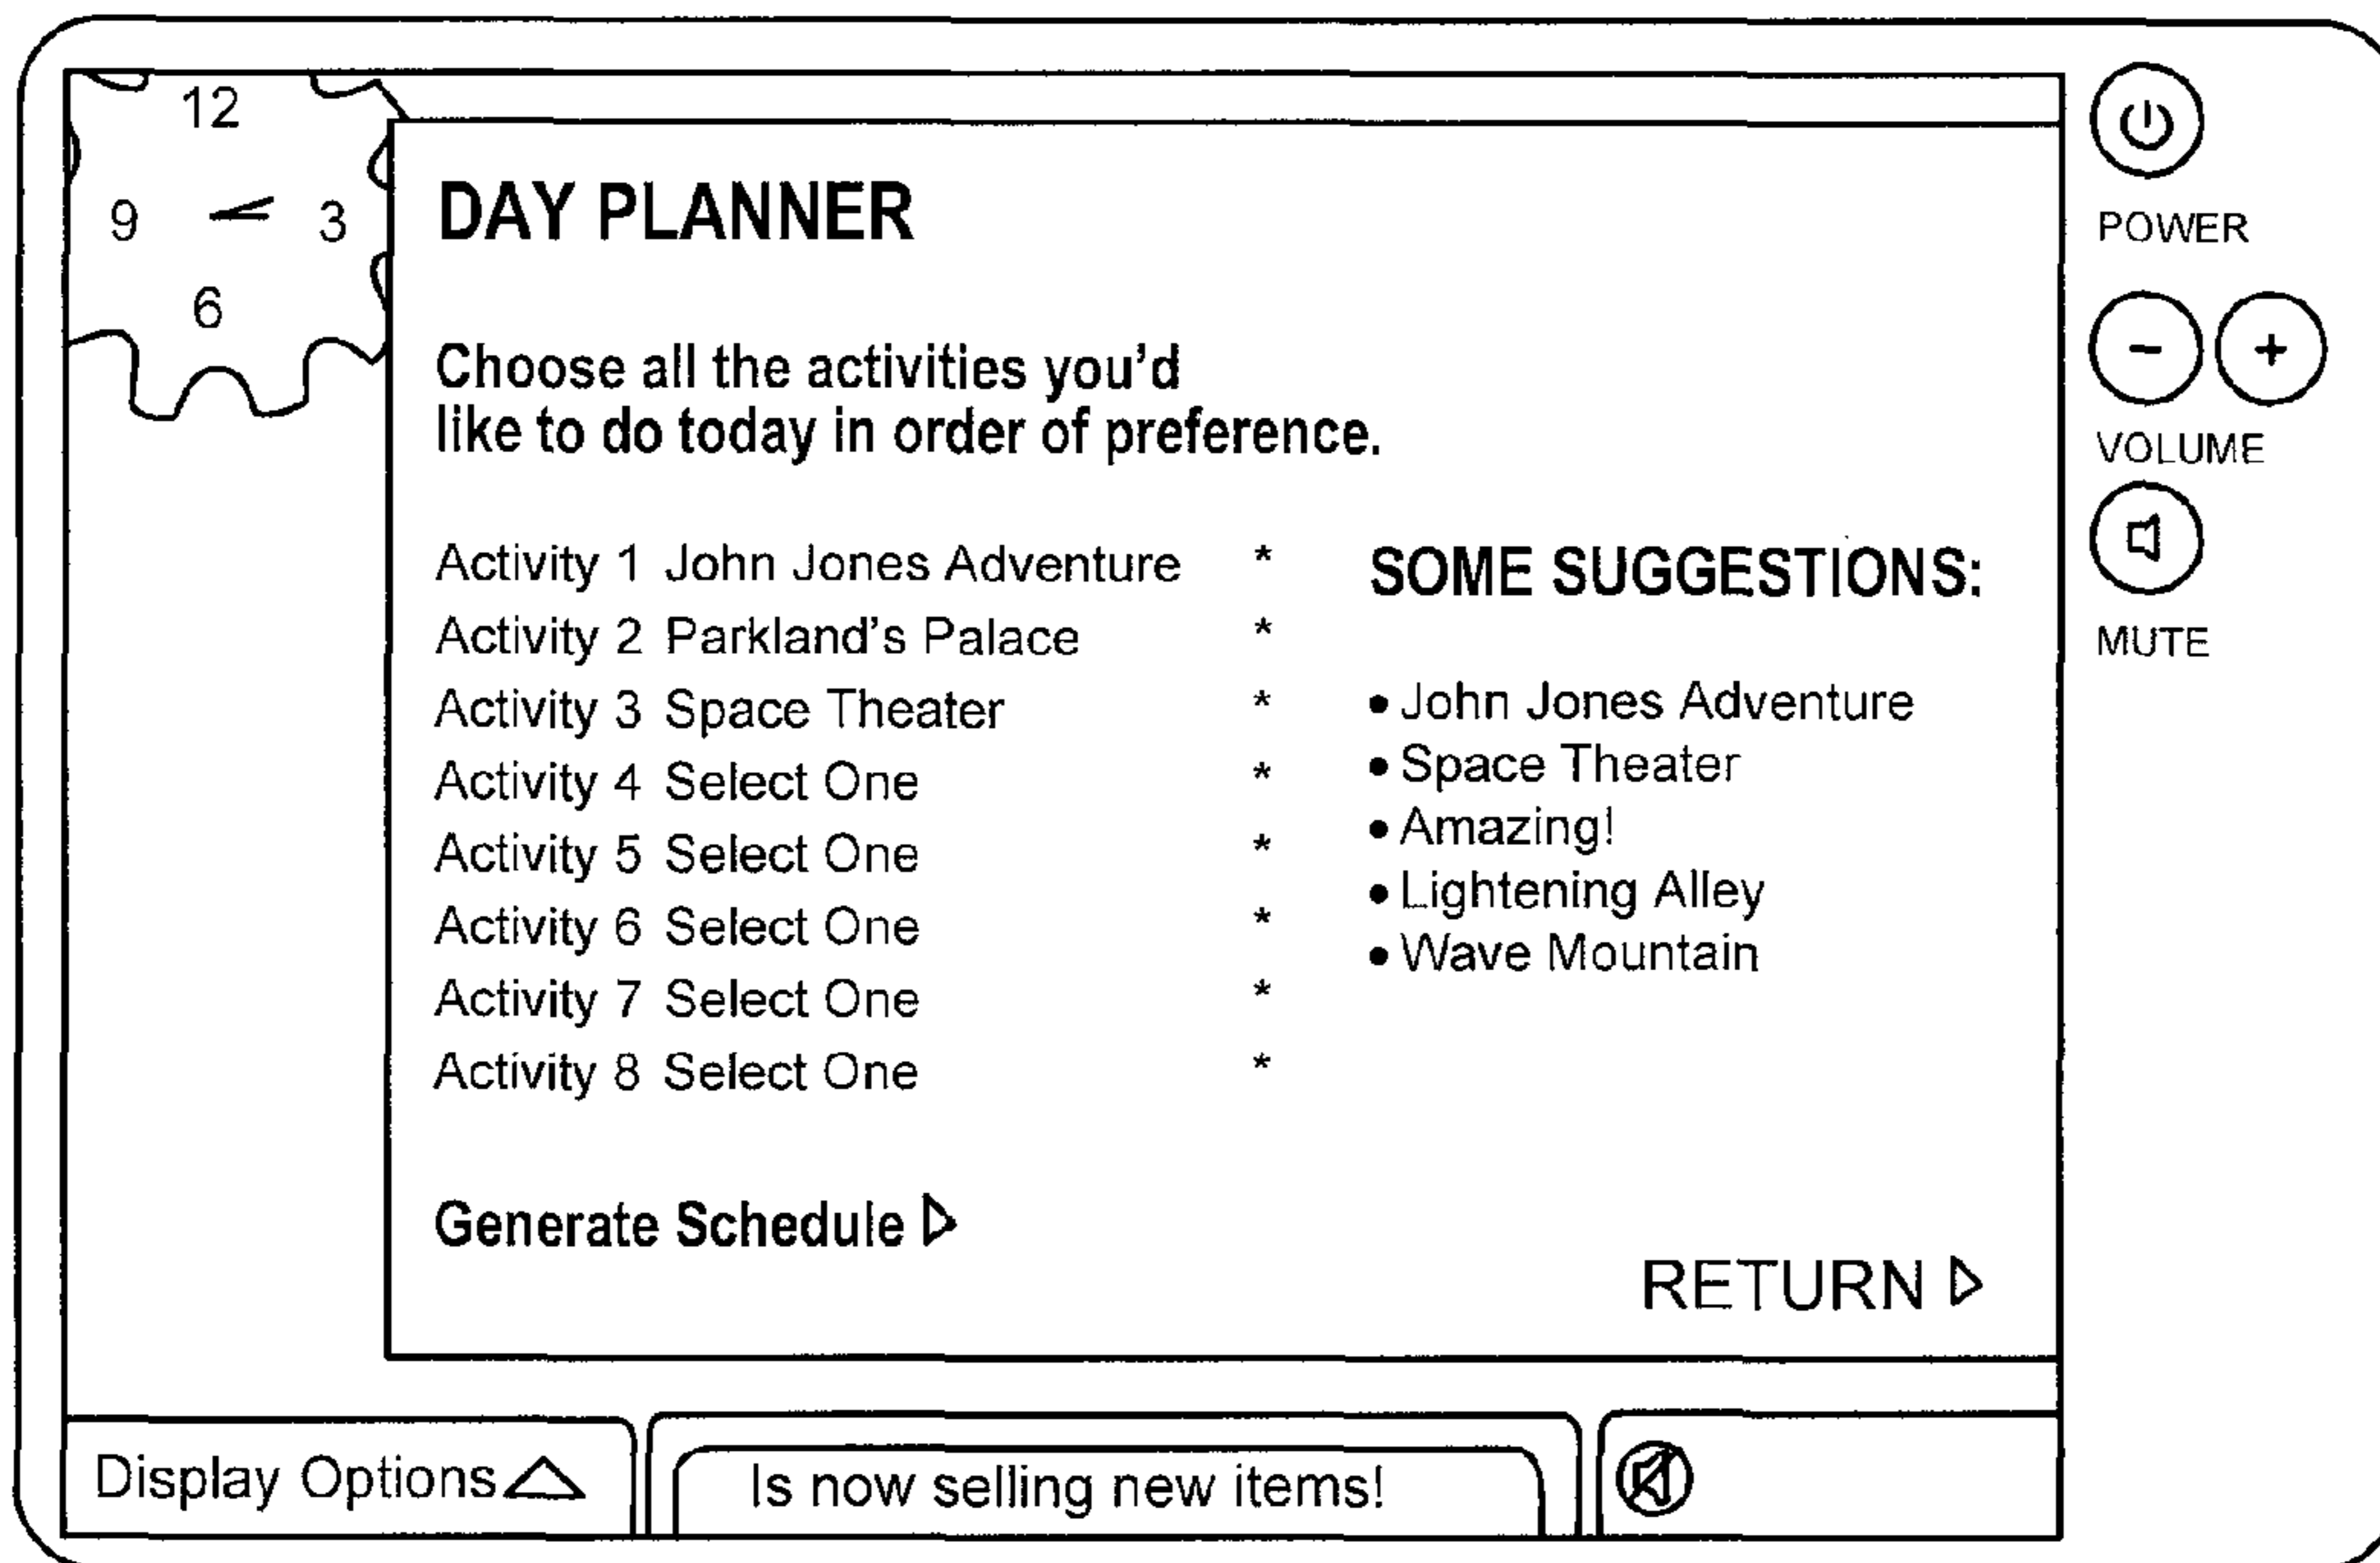 12
9
3
6
DAY PLANNER
Choose all the activities you'd
like to do today in order of preference.
Activity 1 John Jones Adventure *
Activity 2 Parkland's Palace *
Activity 3 Space Theater *
Activity 4 Select One *
Activity 5 Select One *
Activity 6 Select One *
Activity 7 Select One *
Activity 8 Select One *
SOME SUGGESTIONS:
• John Jones Adventure
• Space Theater
• Amazing!
• Lightening Alley
• Wave Mountain
Generate Schedule
RETURN
Display Options
Is now selling new items!
POWER
- +
VOLUME
MUTE